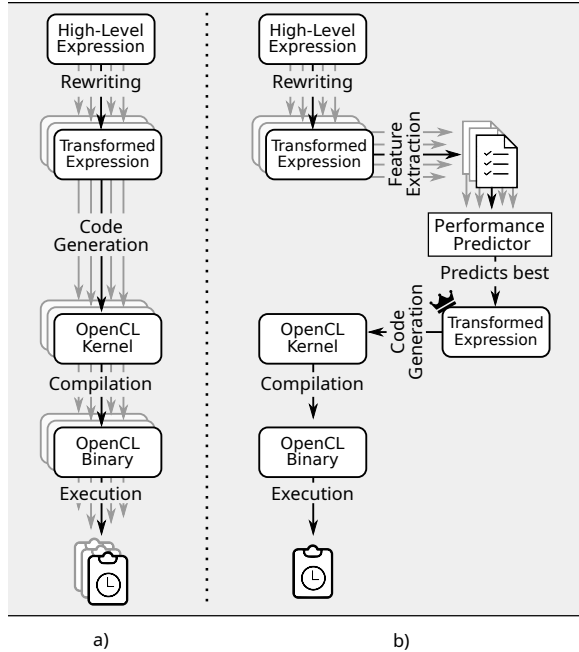 High-Level
Expression
Rewriting
Transformed
Expression
Code
Generation
OpenCL
Kernel
Compilation
OpenCL
Binary
Execution
a)
High-Level
Expression
Rewriting
Transformed
Expression
Feature
Extraction
Performance
Predictor
Predicts best
Transformed
Expression
Code
Generation
OpenCL
Kernel
Compilation
OpenCL
Binary
Execution
b)